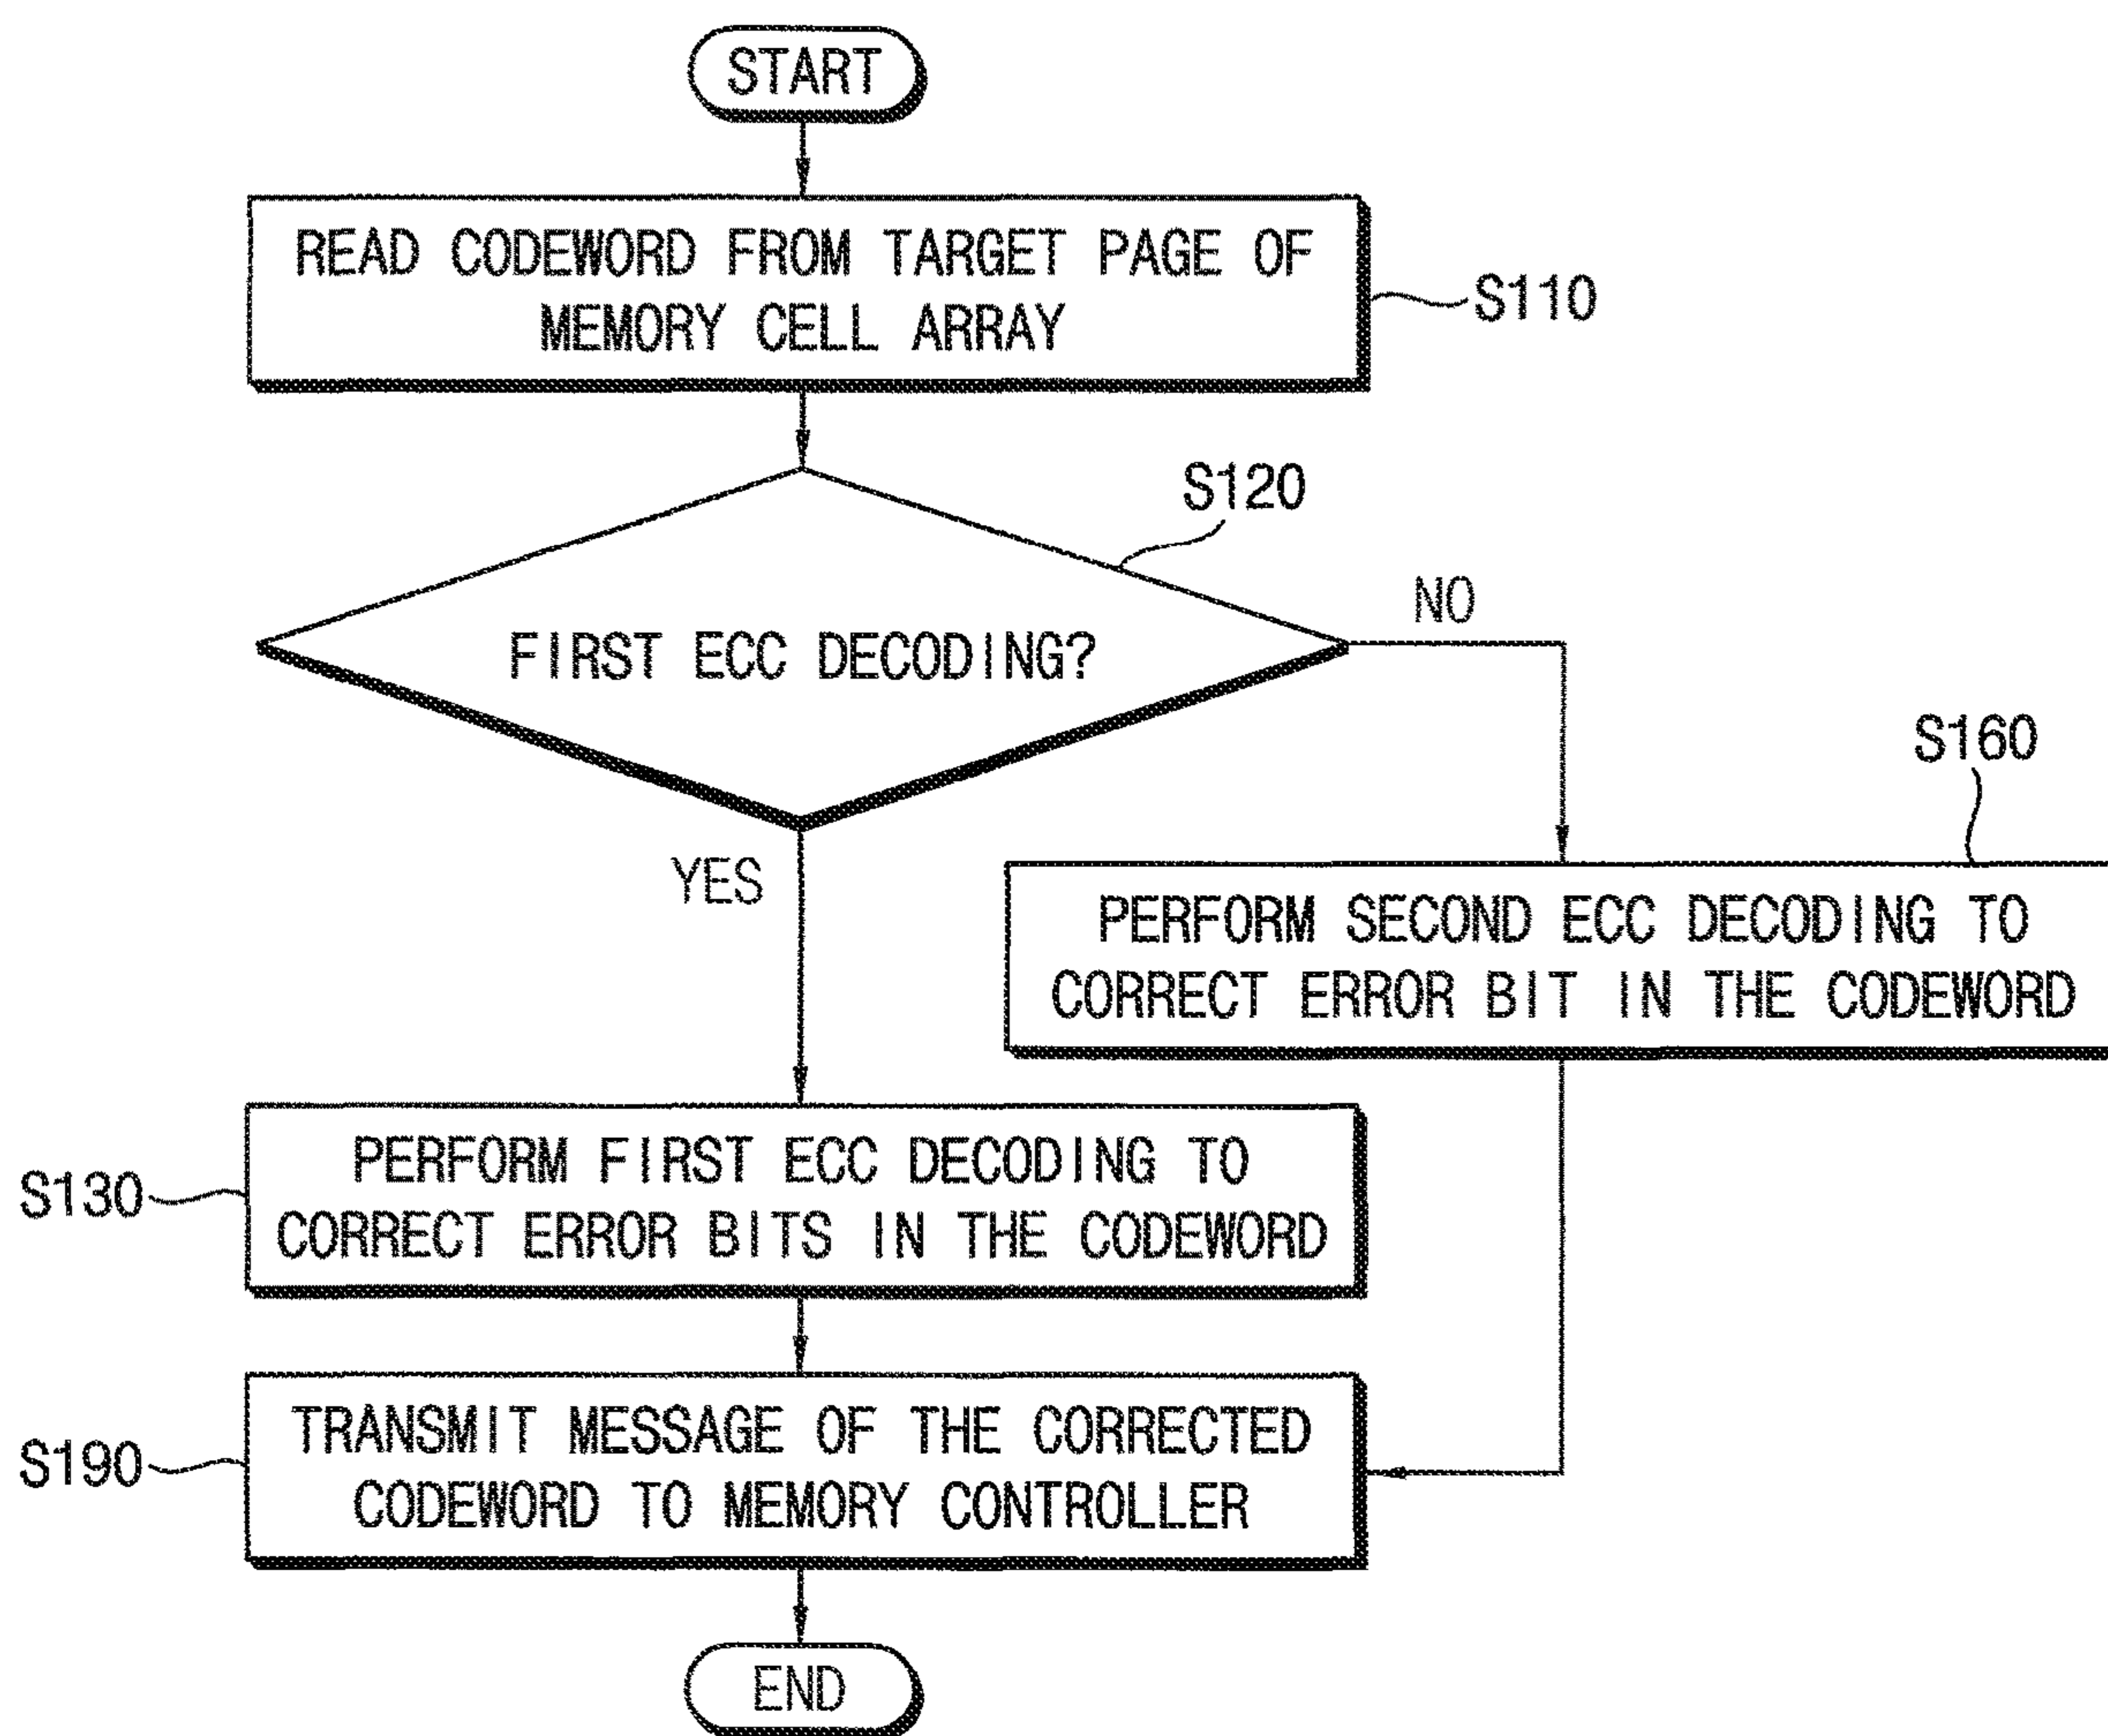 START
READ CODEWORD FROM TARGET PAGE OF
MEMORY CELL ARRAY
S110
S120
FIRST ECC DECODING?
NO
YES
S160
PERFORM SECOND ECC DECODING TO
CORRECT ERROR BIT IN THE CODEWORD
S130
PERFORM FIRST ECC DECODING TO
CORRECT ERROR BITS IN THE CODEWORD
S190
TRANSMIT MESSAGE OF THE CORRECTED
CODEWORD TO MEMORY CONTROLLER
END